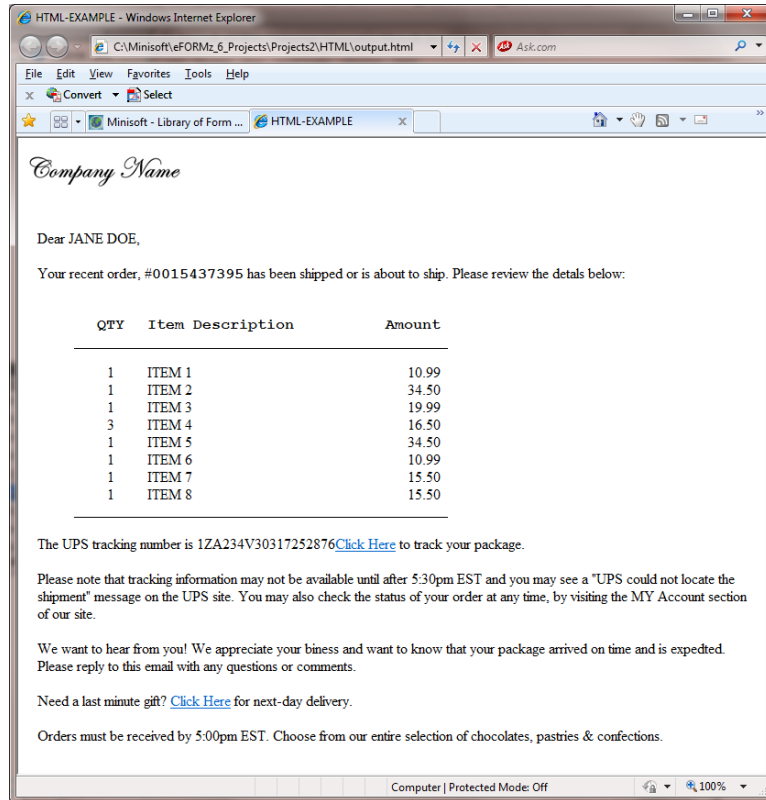 HTML-EXAMPLE - Windows Internet Explorer
C:\Minisoft\eFORMz_6_Projects\Projects2\HTML\output.html
Ask.com
File Edit View Favorites Tools Help
x Convert Select
Minisoft - Library of Form ... HTML-EXAMPLE x
Company Name
Dear JANE DOE,
Your recent order, #0015437395 has been shipped or is about to ship. Please review the detals below:
QTY Item Description Amount
1 ITEM 1 10.99
1 ITEM 2 34.50
1 ITEM 3 19.99
3 ITEM 4 16.50
1 ITEM 5 34.50
1 ITEM 6 10.99
1 ITEM 7 15.50
1 ITEM 8 15.50
The UPS tracking number is 1ZA234V30317252876Click Here to track your package.
Please note that tracking information may not be available until after 5:30pm EST and you may see a "UPS could not locate the
shipment" message on the UPS site. You may also check the status of your order at any time, by visiting the MY Account section
of our site.
We want to hear from you! We appreciate your biness and want to know that your package arrived on time and is expedted.
Please reply to this email with any questions or comments.
Need a last minute gift? Click Here for next-day delivery.
Orders must be received by 5:00pm EST. Choose from our entire selection of chocolates, pastries & confections.
Computer | Protected Mode: Off 100%